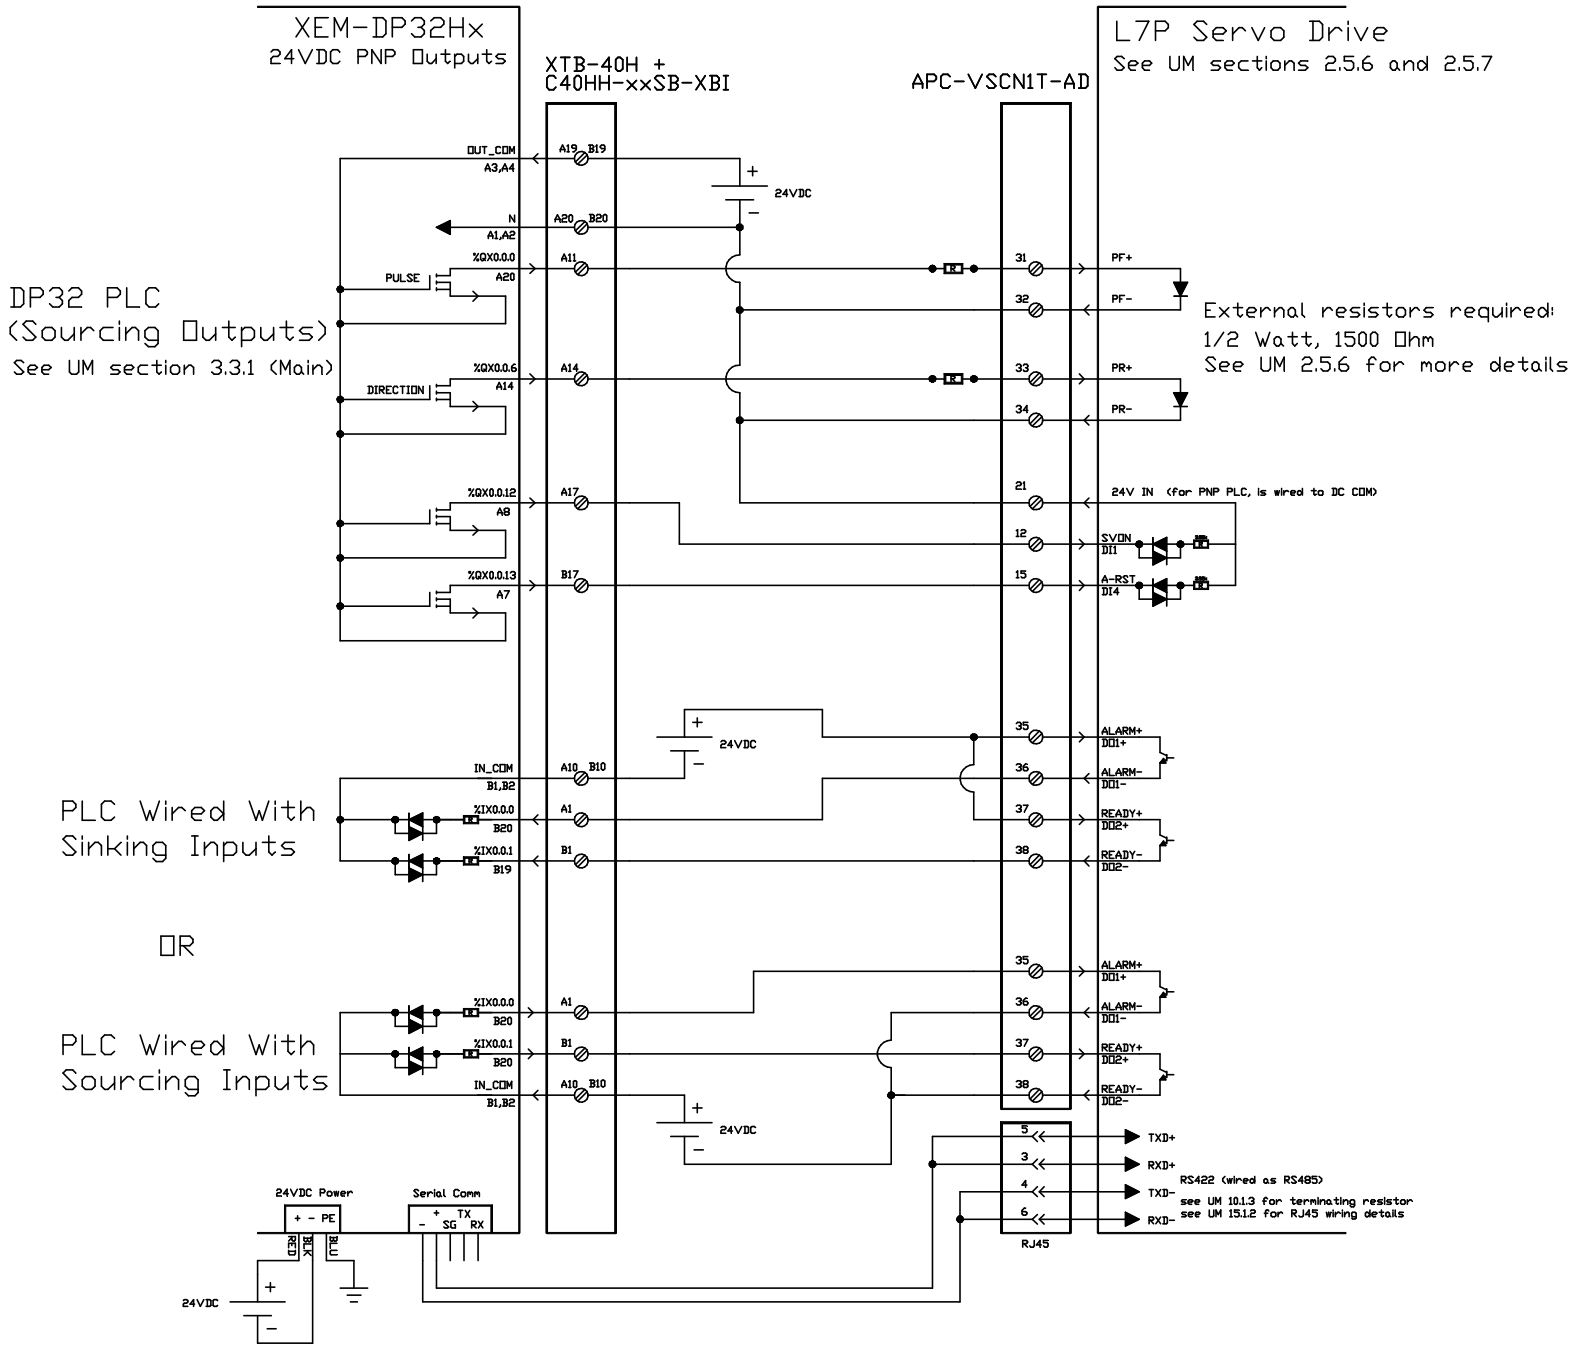 XEM-DP32Hx
24VDC PNP Outputs
XTB-40H +
C40HH-xxSB-XBI
APC-VSCN1T-AD
L7P Servo Drive
See UM sections 2.5.6 and 2.5.7
OUT_COM
A3,A4
A19 B19
+
24VDC
-
N
A1,A2
A20 B20
%QX0.0.0
A20
PULSE
A11
R
31
PF+
32
PF-
DP32 PLC
(Sourcing Outputs)
See UM section 3.3.1 (Main)
External resistors required:
1/2 Watt, 1500 Ohm
See UM 2.5.6 for more details
%QX0.0.6
A14
DIRECTION
A14
R
33
PR+
34
PR-
%QX0.0.12
A8
A17
21
24V IN (for PNP PLC, is wired to DC COM)
12
SVON
DI1
R
%QX0.0.13
A7
B17
15
A-RST
DI4
R
+
24VDC
-
35
ALARM+
DO1+
IN_COM
B1,B2
A10 B10
36
ALARM-
DO1-
PLC Wired With
Sinking Inputs
R
%IX0.0.0
B20
A1
37
READY+
DO2+
R
%IX0.0.1
B19
B1
38
READY-
DO2-
OR
35
ALARM+
DO1+
R
%IX0.0.0
B20
A1
36
ALARM-
DO1-
PLC Wired With
Sourcing Inputs
R
%IX0.0.1
B20
B1
37
READY+
DO2+
IN_COM
B1,B2
A10 B10
38
READY-
DO2-
+
24VDC
-
5
TXD+
3
RXD+
4
TXD-
6
RXD-
RS422 (wired as RS485)
see UM 10.1.3 for terminating resistor
see UM 15.1.2 for RJ45 wiring details
RJ45
24VDC Power
+ - PE
RED
BLK
BLU
Serial Comm
- + SG TX RX
+
24VDC
-